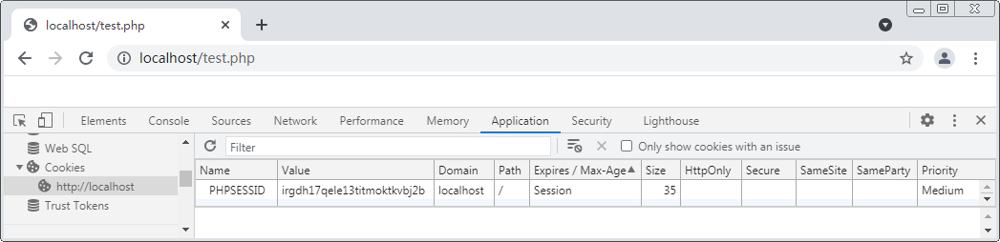 localhost/test.php
localhost/test.php
Elements Console Sources Network Performance Memory Application Security Lighthouse
Web SQL
Cookies
http://localhost
Trust Tokens
Filter Only show cookies with an issue
Name Value Domain Path Expires / Max-Age Size HttpOnly Secure SameSite SameParty Priority
PHPSESSID irgdh17qele13titmoktkvbj2b localhost / Session 35 Medium